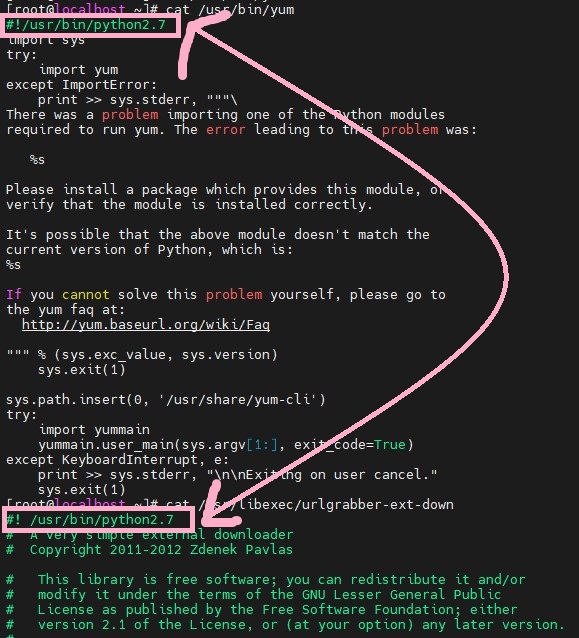 [root@localhost ~]# cat /usr/bin/yum
#!/usr/bin/python2.7
import sys
try:
    import yum
except ImportError:
    print >> sys.stderr, """\
There was a problem importing one of the Python modules
required to run yum. The error leading to this problem was:

   %s

Please install a package which provides this module, or
verify that the module is installed correctly.

It's possible that the above module doesn't match the
current version of Python, which is:
%s

If you cannot solve this problem yourself, please go to
the yum faq at:
  http://yum.baseurl.org/wiki/Faq

""" % (sys.exc_value, sys.version)
    sys.exit(1)

sys.path.insert(0, '/usr/share/yum-cli')
try:
    import yummain
    yummain.user_main(sys.argv[1:], exit_code=True)
except KeyboardInterrupt, e:
    print >> sys.stderr, "\n\nExiting on user cancel."
    sys.exit(1)
[root@localhost ~]# cat /usr/libexec/urlgrabber-ext-down
#! /usr/bin/python2.7
#  A very simple external downloader
#  Copyright 2011-2012 Zdenek Pavlas

#   This library is free software; you can redistribute it and/or
#   modify it under the terms of the GNU Lesser General Public
#   License as published by the Free Software Foundation; either
#   version 2.1 of the License, or (at your option) any later version.
#